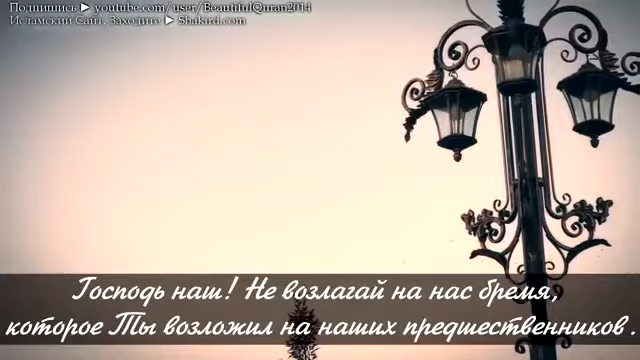 Подпишись ► youtube.com/user/BeautifulQuran2014
Исламский Сайт, Заходите ► Shakird.com
Господь наш! Не возлагай на нас бремя,
которое Ты возложил на наших предшественников.